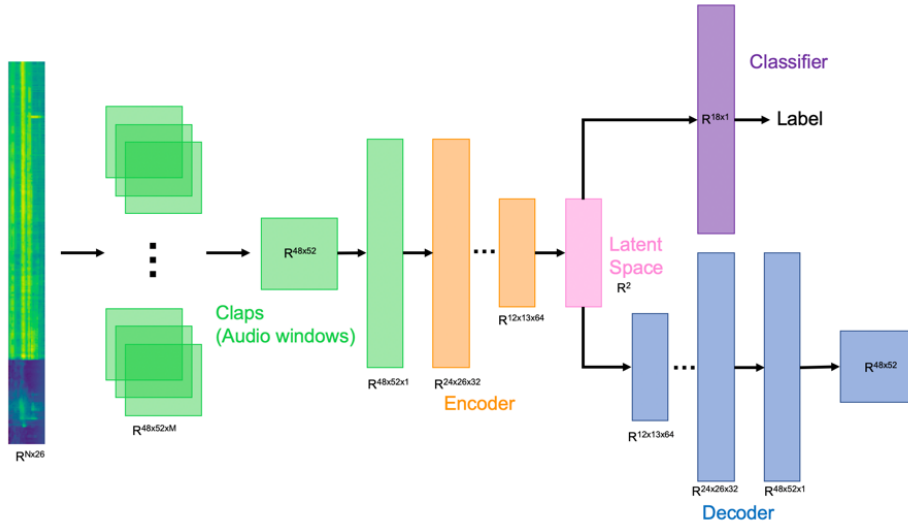 R^Nx26
R^48x52xM
Claps
(Audio windows)
R^48x52
R^48x52x1
R^24x26x32
Encoder
R^12x13x64
Latent
Space
R^2
Classifier
R^18x1
Label
R^12x13x64
R^24x26x32
R^48x52x1
Decoder
R^48x52